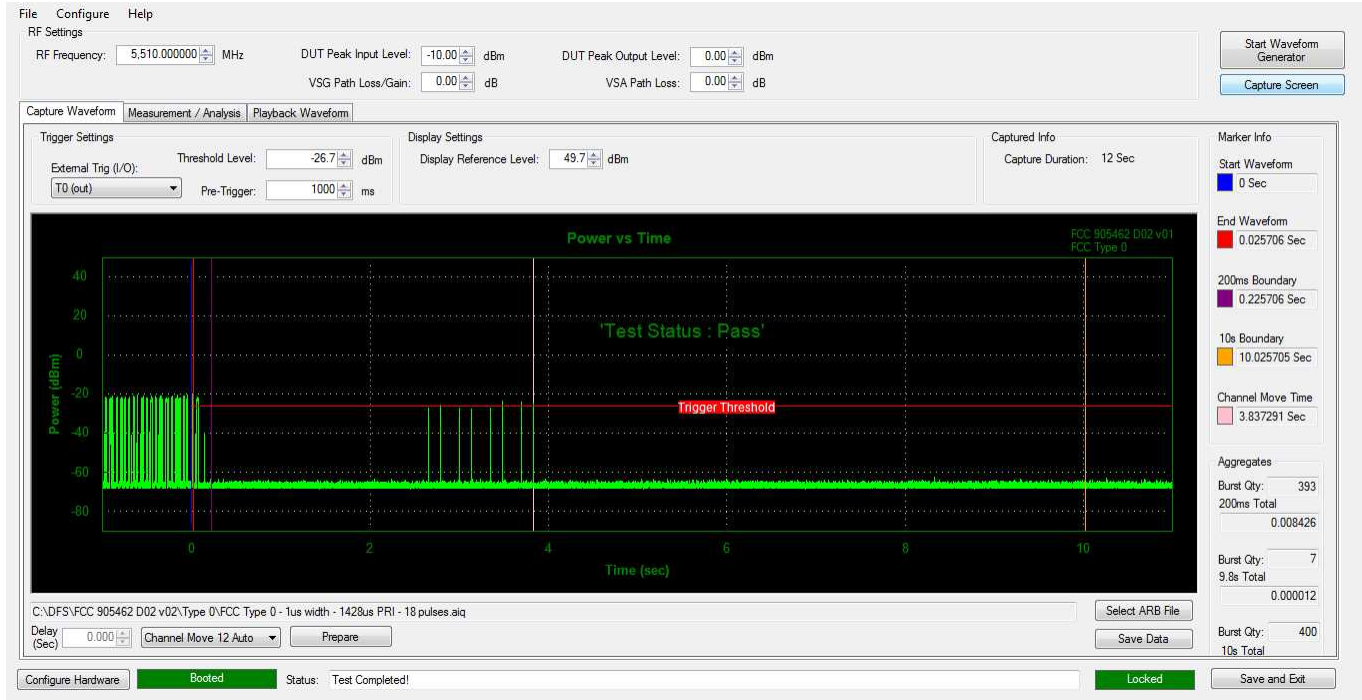 File Configure Help
RF Settings
RF Frequency: 5,510.000000 MHz DUT Peak Input Level: -10.00 dBm DUT Peak Output Level: 0.00 dBm
VSG Path Loss/Gain: 0.00 dB VSA Path Loss: 0.00 dB
Start Waveform
Generator
Capture Screen
Capture Waveform Measurement / Analysis Playback Waveform
Trigger Settings
External Trig (I/O):
T0 (out)
Threshold Level: -26.7 dBm
Pre-Trigger: 1000 ms
Display Settings
Display Reference Level: 49.7 dBm
Captured Info
Capture Duration: 12 Sec
Marker Info
Start Waveform
0 Sec
End Waveform
0.025706 Sec
200ms Boundary
0.225706 Sec
10s Boundary
10.025705 Sec
Channel Move Time
3.837291 Sec
Aggregates
Burst Qty: 393
200ms Total
0.008426
Burst Qty: 7
9.8s Total
0.000012
Burst Qty: 400
10s Total
Power vs Time
FCC 905462 D02 v01
FCC Type 0
'Test Status : Pass'
Trigger Threshold
Power (dBm)
40
20
0
-20
-40
-60
-80
0 2 4 6 8 10
Time (sec)
C:\DFS\FCC 905462 D02 v02\Type 0\FCC Type 0 - 1us width - 1428us PRI - 18 pulses.aiq
Select ARB File
Delay
(Sec) 0.000 Channel Move 12 Auto Prepare
Save Data
Configure Hardware Booted Status: Test Completed! Locked Save and Exit